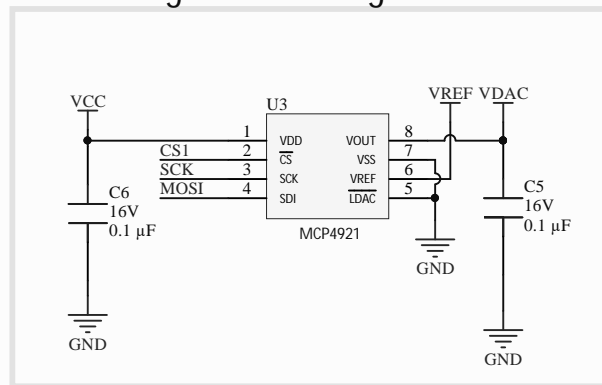 VCC
U3
VREF VDAC
1 VDD VOUT 8
CS1 2 CS VSS 7
SCK 3 SCK VREF 6
MOSI 4 SDI LDAC 5
C6
16V
0.1 µF
C5
16V
0.1 µF
MCP4921
GND
GND
GND